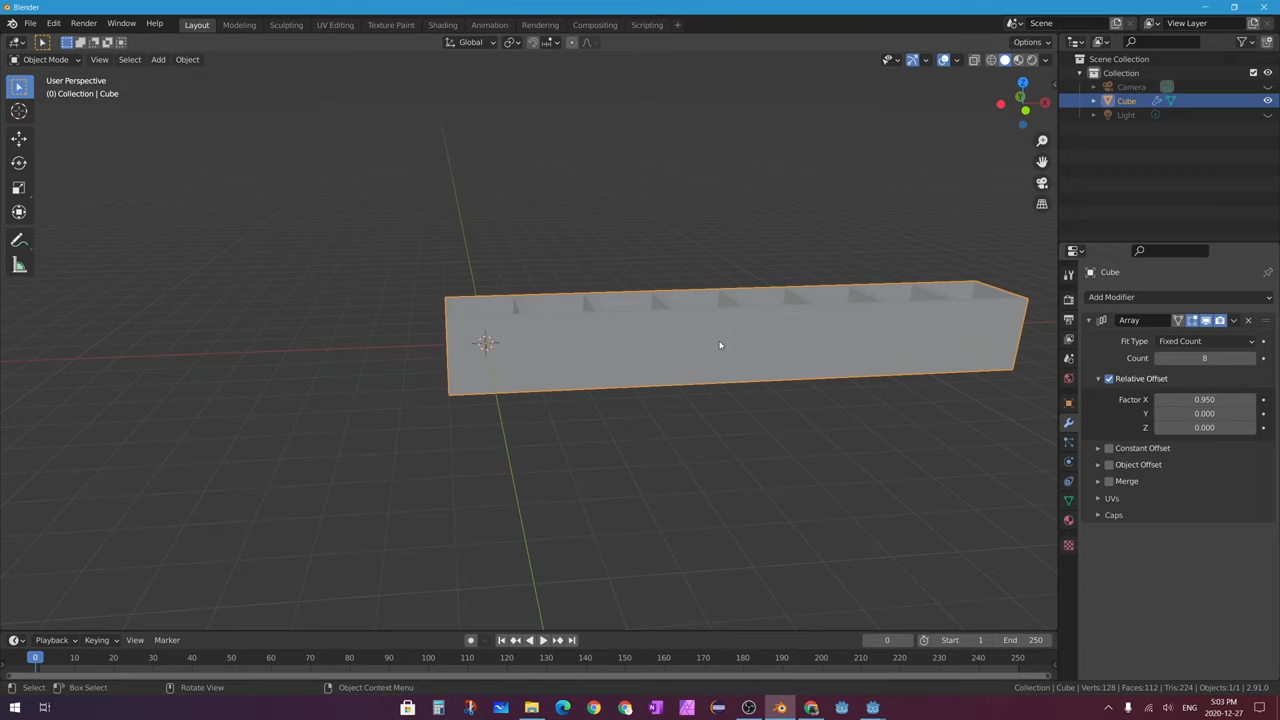 Blender
File Edit Render Window Help
Layout Modeling Sculpting UV Editing Texture Paint Shading Animation Rendering Compositing Scripting +
Scene
View Layer
Global
Options
Object Mode View Select Add Object
User Perspective
(0) Collection | Cube
Z
Y
X
Scene Collection
Collection
Camera
Cube
Light
Cube
Add Modifier
Array
Fit Type Fixed Count
Count 8
Relative Offset
Factor X 0.950
Y 0.000
Z 0.000
Constant Offset
Object Offset
Merge
UVs
Caps
Playback Keying View Marker
0
Start 1
End 250
0 10 20 30 40 50 60 70 80 90 100 110 120 130 140 150 160 170 180 190 200 210 220 230 240 250
Select Box Select Rotate View Object Context Menu
Collection | Cube | Verts:128 | Faces:112 | Tris:224 | Objects:1/1 | 2.91.0
ENG
5:03 PM
2020-12-27